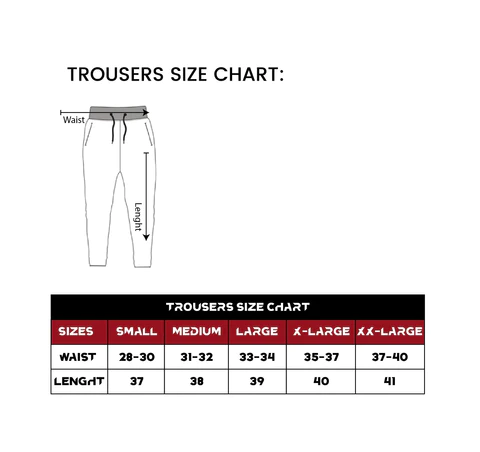 TROUSERS SIZE CHART:
Waist
Lenght
TROUSERS SIZE CHART
SIZES SMALL MEDIUM LARGE X-LARGE XX-LARGE
WAIST 28-30 31-32 33-34 35-37 37-40
LENGHT 37 38 39 40 41